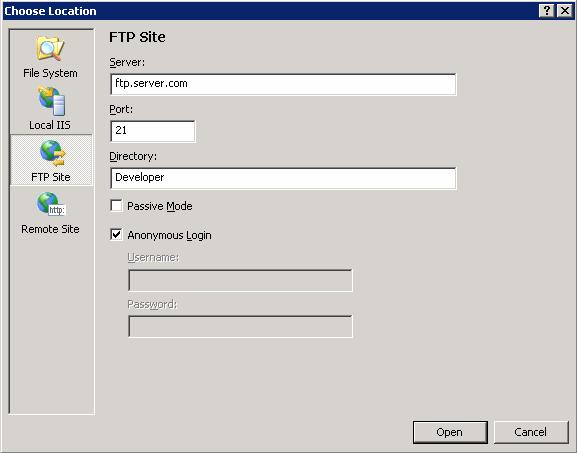 Choose Location
File System
Local IIS
FTP Site
http:
Remote Site
FTP Site
Server:
ftp.server.com
Port:
21
Directory:
Developer
Passive Mode
Anonymous Login
Username:
Password:
Open
Cancel